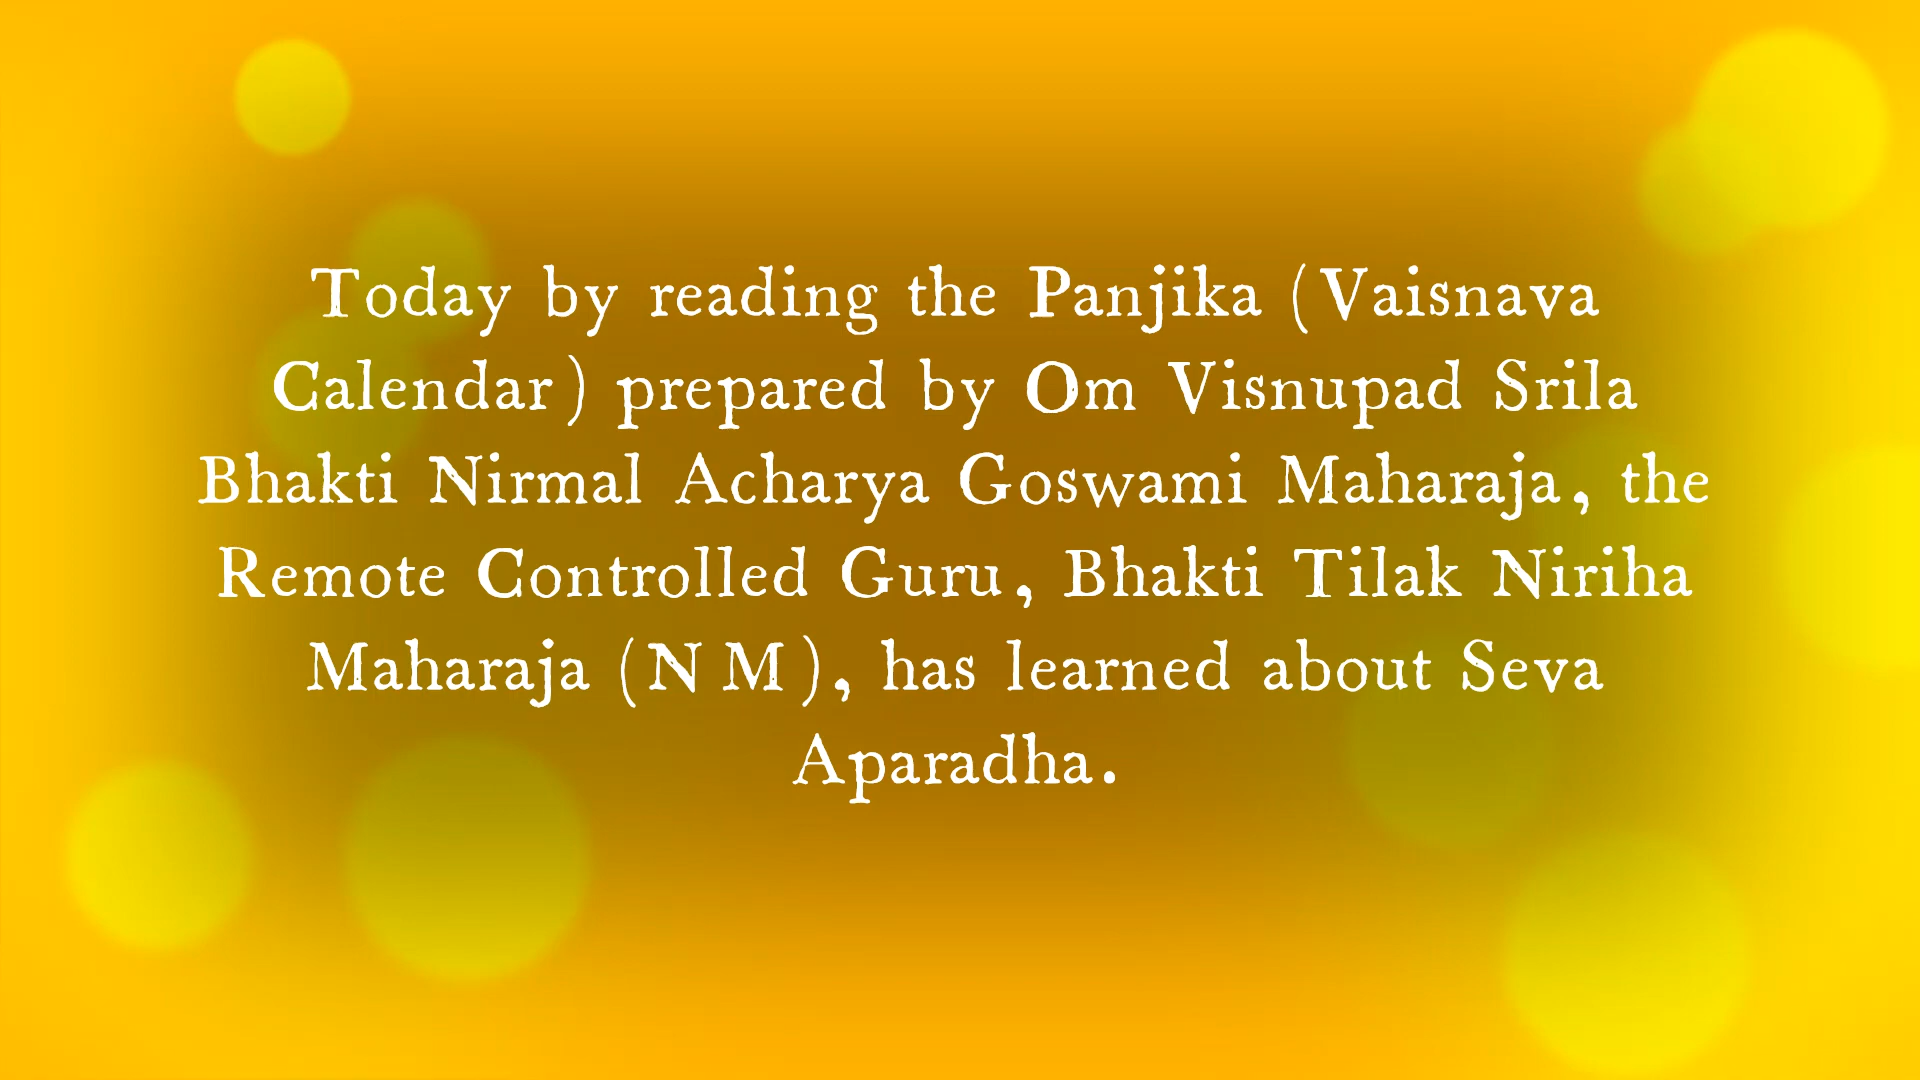 Today by reading the Panjika (Vaisnava
Calendar) prepared by Om Visnupad Srila
Bhakti Nirmal Acharya Goswami Maharaja, the
Remote Controlled Guru, Bhakti Tilak Niriha
Maharaja (N M), has learned about Seva
Aparadha.